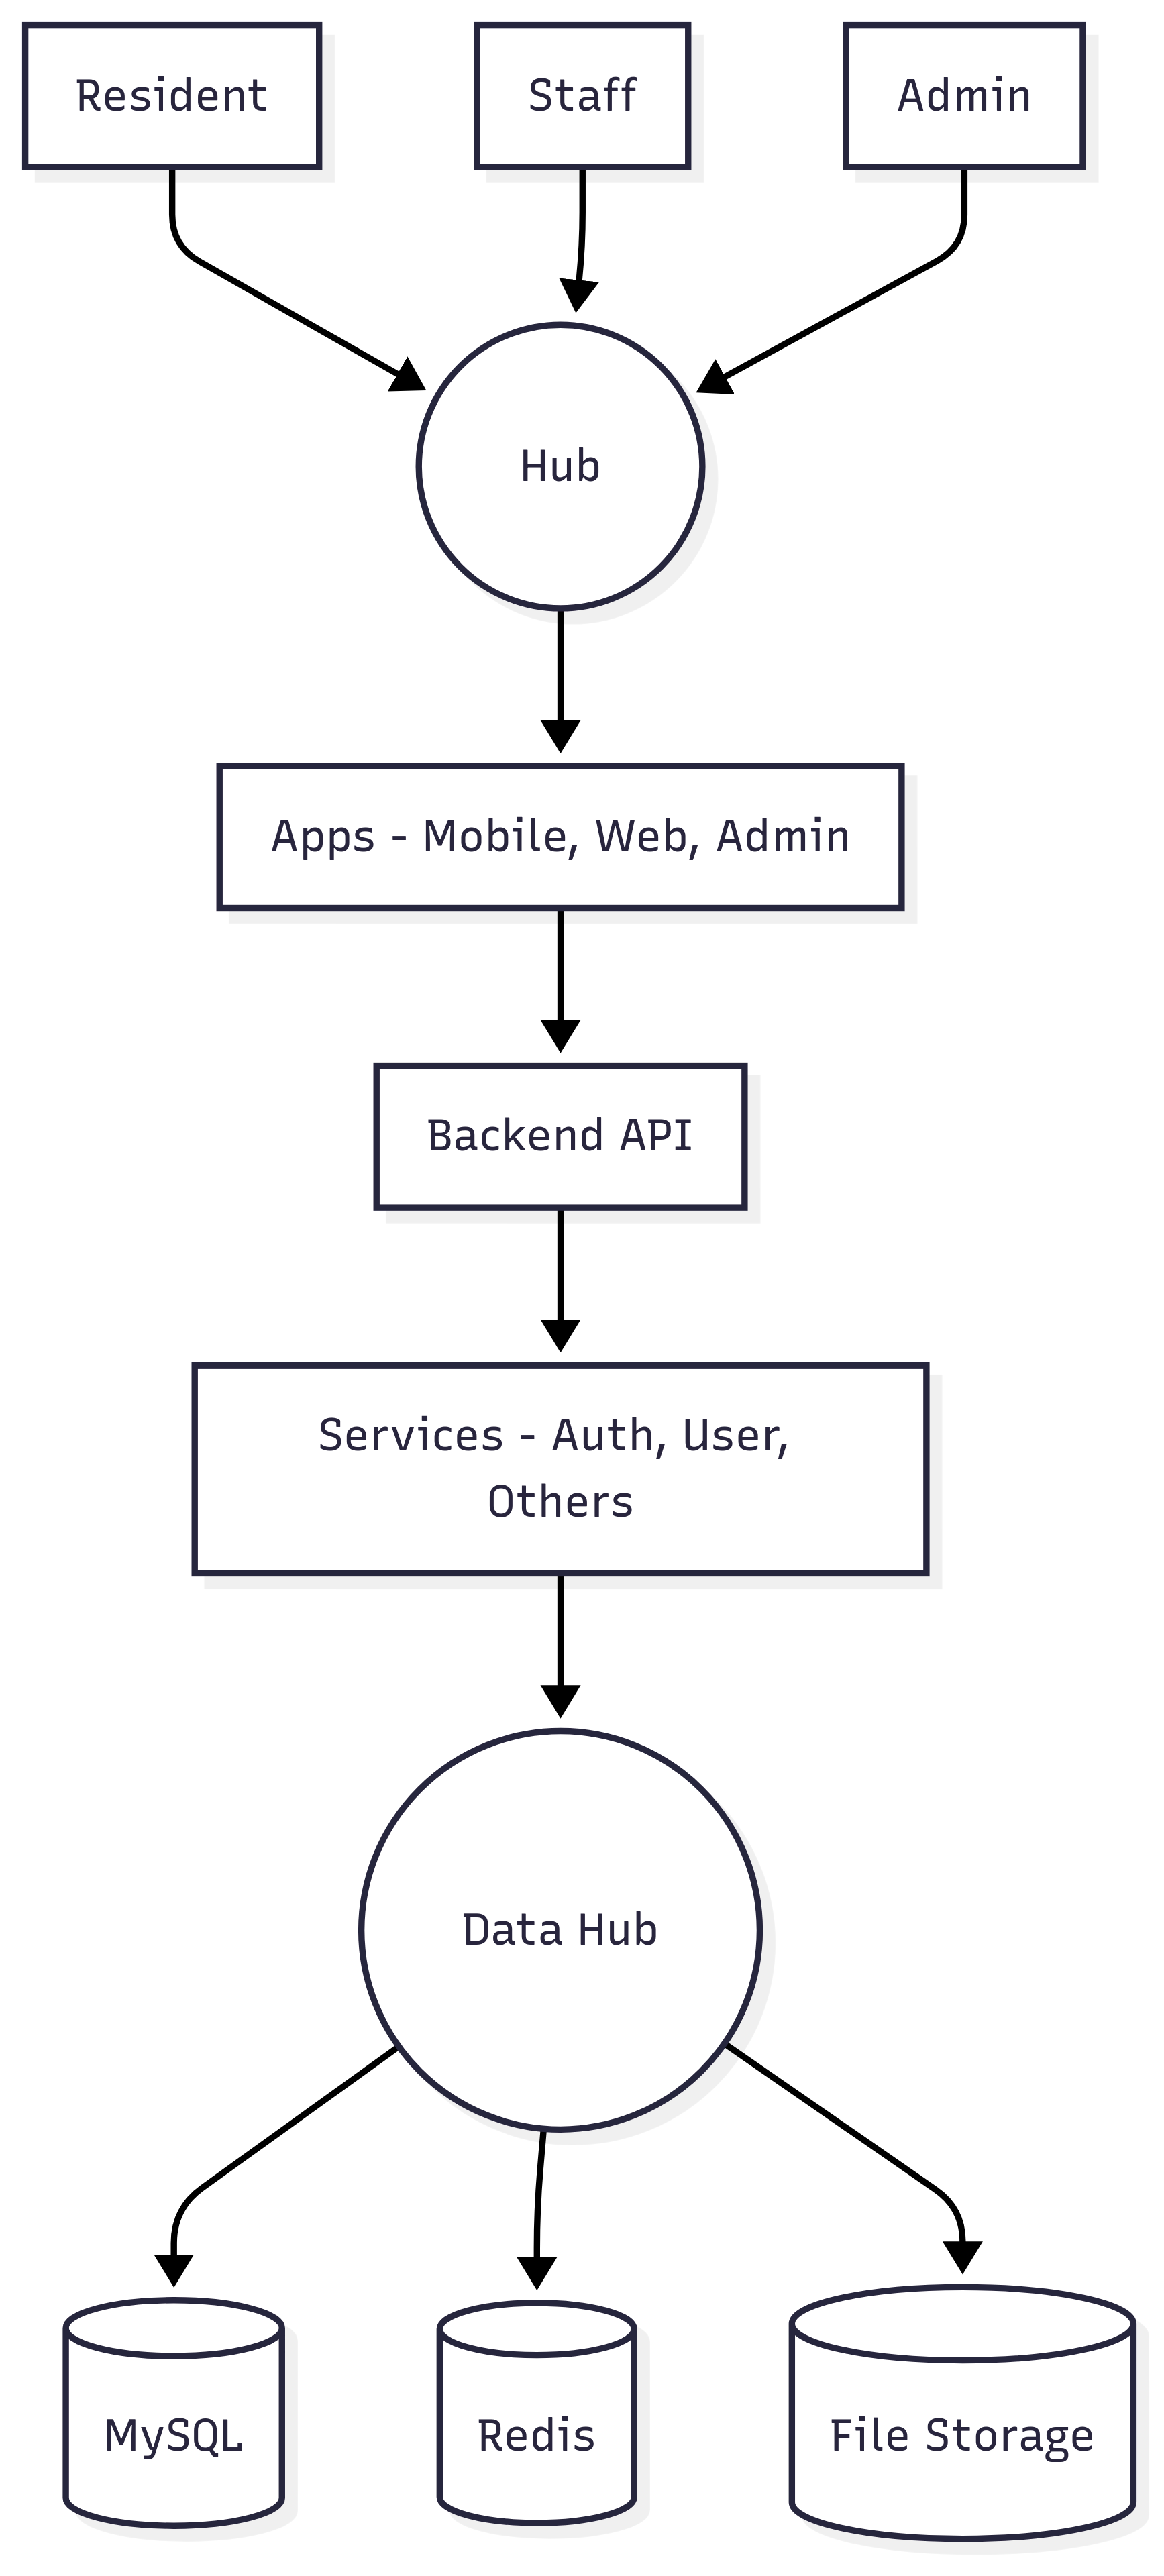 Resident
Staff
Admin
Hub
Apps - Mobile, Web, Admin
Backend API
Services - Auth, User,
Others
Data Hub
MySQL
Redis
File Storage